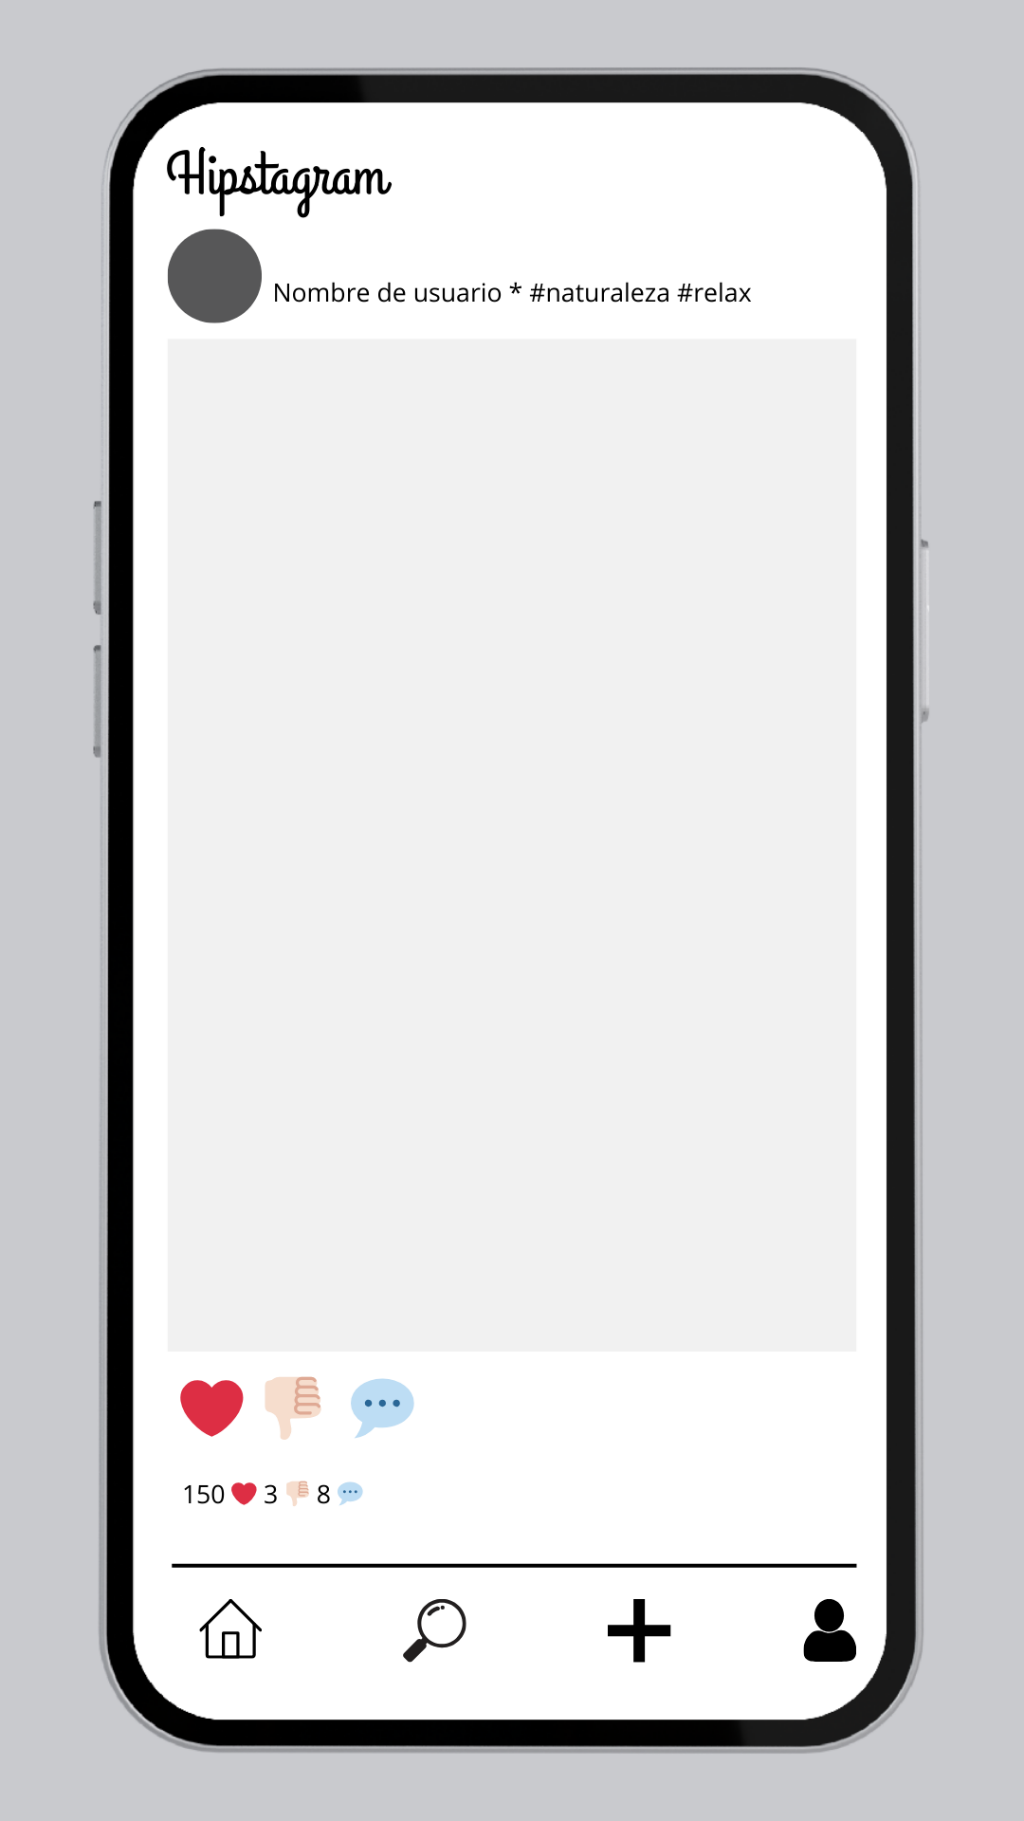 Hipstagram
Nombre de usuario * #naturaleza #relax
150 ❤️ 3 👎🏻 8 💬